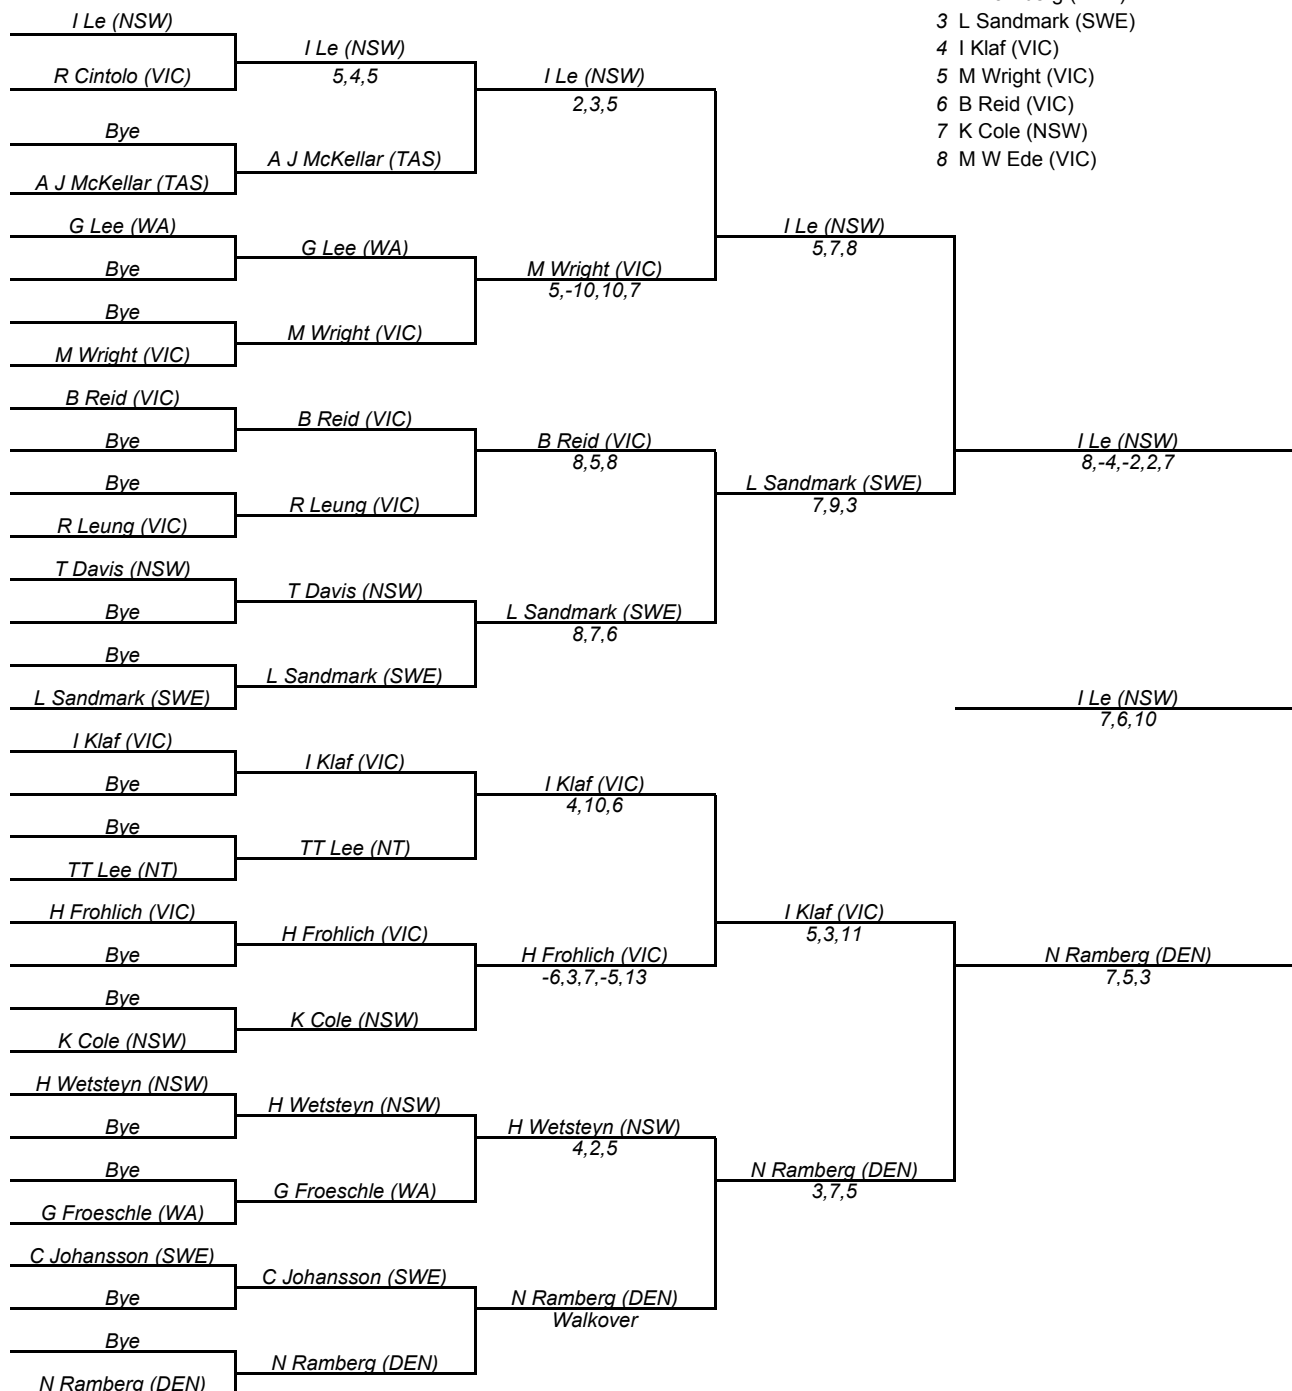 I Le (NSW)
R Cintolo (VIC)
Bye
A J McKellar (TAS)
G Lee (WA)
Bye
Bye
M Wright (VIC)
B Reid (VIC)
Bye
Bye
R Leung (VIC)
T Davis (NSW)
Bye
Bye
L Sandmark (SWE)
I Klaf (VIC)
Bye
Bye
TT Lee (NT)
H Frohlich (VIC)
Bye
Bye
K Cole (NSW)
H Wetsteyn (NSW)
Bye
Bye
G Froeschle (WA)
C Johansson (SWE)
Bye
Bye
N Ramberg (DEN)
I Le (NSW)
5,4,5
A J McKellar (TAS)
G Lee (WA)
M Wright (VIC)
B Reid (VIC)
R Leung (VIC)
T Davis (NSW)
L Sandmark (SWE)
I Klaf (VIC)
TT Lee (NT)
H Frohlich (VIC)
K Cole (NSW)
H Wetsteyn (NSW)
G Froeschle (WA)
C Johansson (SWE)
N Ramberg (DEN)
I Le (NSW)
2,3,5
M Wright (VIC)
5,-10,10,7
B Reid (VIC)
8,5,8
L Sandmark (SWE)
8,7,6
I Klaf (VIC)
4,10,6
H Frohlich (VIC)
-6,3,7,-5,13
H Wetsteyn (NSW)
4,2,5
N Ramberg (DEN)
Walkover
I Le (NSW)
5,7,8
L Sandmark (SWE)
7,9,3
I Klaf (VIC)
5,3,11
N Ramberg (DEN)
3,7,5
3 L Sandmark (SWE)
4 I Klaf (VIC)
5 M Wright (VIC)
6 B Reid (VIC)
7 K Cole (NSW)
8 M W Ede (VIC)
I Le (NSW)
8,-4,-2,2,7
I Le (NSW)
7,6,10
N Ramberg (DEN)
7,5,3